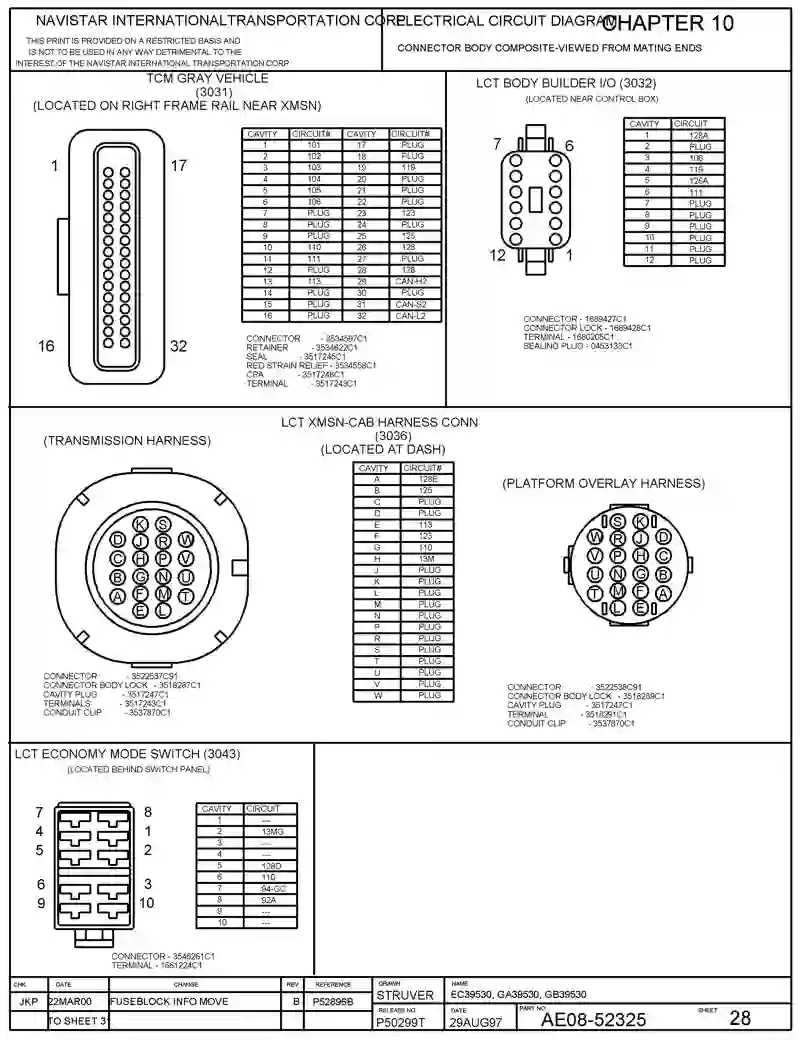 NAVISTAR INTERNATIONALTRANSPORTATION CORP
ELECTRICAL CIRCUIT DIAGRAM
CHAPTER 10
THIS PRINT IS PROVIDED ON A RESTRICTED BASIS AND
IS NOT TO BE USED IN ANY WAY DETRIMENTAL TO THE
INTEREST OF THE NAVISTAR INTERNATIONAL TRANSPORTATION CORP
CONNECTOR BODY COMPOSITE-VIEWED FROM MATING ENDS
TCM GRAY VEHICLE
(3031)
(LOCATED ON RIGHT FRAME RAIL NEAR XMSN)
1 17
16 32
CAVITY CIRCUIT# CAVITY CIRCUIT#
1 101 17 PLUG
2 102 18 PLUG
3 103 19 119
4 104 20 PLUG
5 105 21 PLUG
6 106 22 PLUG
7 PLUG 23 123
8 PLUG 24 PLUG
9 PLUG 25 125
10 110 26 128
11 111 27 PLUG
12 PLUG 28 128
13 113 29 CAN-H2
14 PLUG 30 PLUG
15 PLUG 31 CAN-S2
16 PLUG 32 CAN-L2
CONNECTOR - 3534597C1
RETAINER - 3534622C1
SEAL - 3517245C1
RED STRAIN RELIEF - 3534558C1
CPA - 3517248C1
TERMINAL - 3517243C1
LCT BODY BUILDER I/O (3032)
(LOCATED NEAR CONTROL BOX)
7 6
12 1
CAVITY CIRCUIT
1 128A
2 PLUG
3 106
4 119
5 126A
6 111
7 PLUG
8 PLUG
9 PLUG
10 PLUG
11 PLUG
12 PLUG
CONNECTOR - 1689427C1
CONNECTOR LOCK - 1689428C1
TERMINAL - 1680205C1
SEALING PLUG - 0453133C1
LCT XMSN-CAB HARNESS CONN
(3036)
(LOCATED AT DASH)
(TRANSMISSION HARNESS)
K S
D J R W
C H P V
B G N U
A F M T
E L
CONNECTOR - 3522537C91
CONNECTOR BODY LOCK - 3518287C1
CAVITY PLUG - 3517247C1
TERMINALS - 3517243C1
CONDUIT CLIP - 3537870C1
CAVITY CIRCUIT#
A 128E
B 125
C PLUG
D PLUG
E 113
F 123
G 110
H 13M
J PLUG
K PLUG
L PLUG
M PLUG
N PLUG
P PLUG
R PLUG
S PLUG
T PLUG
U PLUG
V PLUG
W PLUG
(PLATFORM OVERLAY HARNESS)
S K
W R J D
V P H C
U N G B
T M F A
L E
CONNECTOR - 3522538C91
CONNECTOR BODY LOCK - 3518289C1
CAVITY PLUG - 3517247C1
TERMINAL - 3518291C1
CONDUIT CLIP - 3537870C1
LCT ECONOMY MODE SWITCH (3043)
(LOCATED BEHIND SWITCH PANEL)
7 8
4 1
5 2
6 3
9 10
CAVITY CIRCUIT
1 ---
2 13MG
3 ---
4 ---
5 128D
6 110
7 94-GC
8 92A
9 ---
10 ---
CONNECTOR - 3546261C1
TERMINAL - 1661224C1
CHK DATE CHANGE REV REFERENCE
JKP 22MAR00 FUSEBLOCK INFO MOVE B P52895B
TO SHEET 31
DRAWN
STRUVER
NAME
EC39530, GA39530, GB39530
RELEASE NO.
P50299T
DATE
29AUG97
PART NO.
AE08-52325
SHEET 28